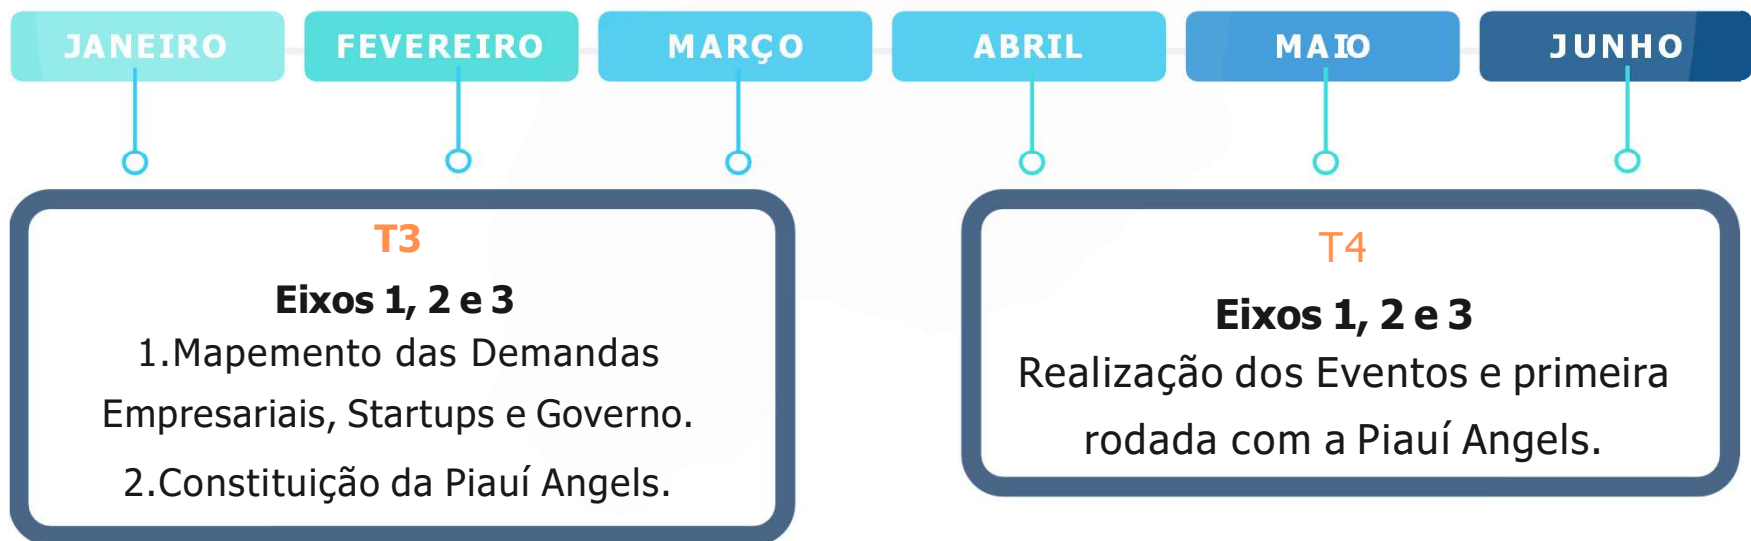 JANEIRO
FEVEREIRO
MARÇO
ABRIL
MAIO
JUNHO
T3
Eixos 1, 2 e 3
1.Mapemento das Demandas
Empresariais, Startups e Governo.
2.Constituição da Piauí Angels.
T4
Eixos 1, 2 e 3
Realização dos Eventos e primeira
rodada com a Piauí Angels.